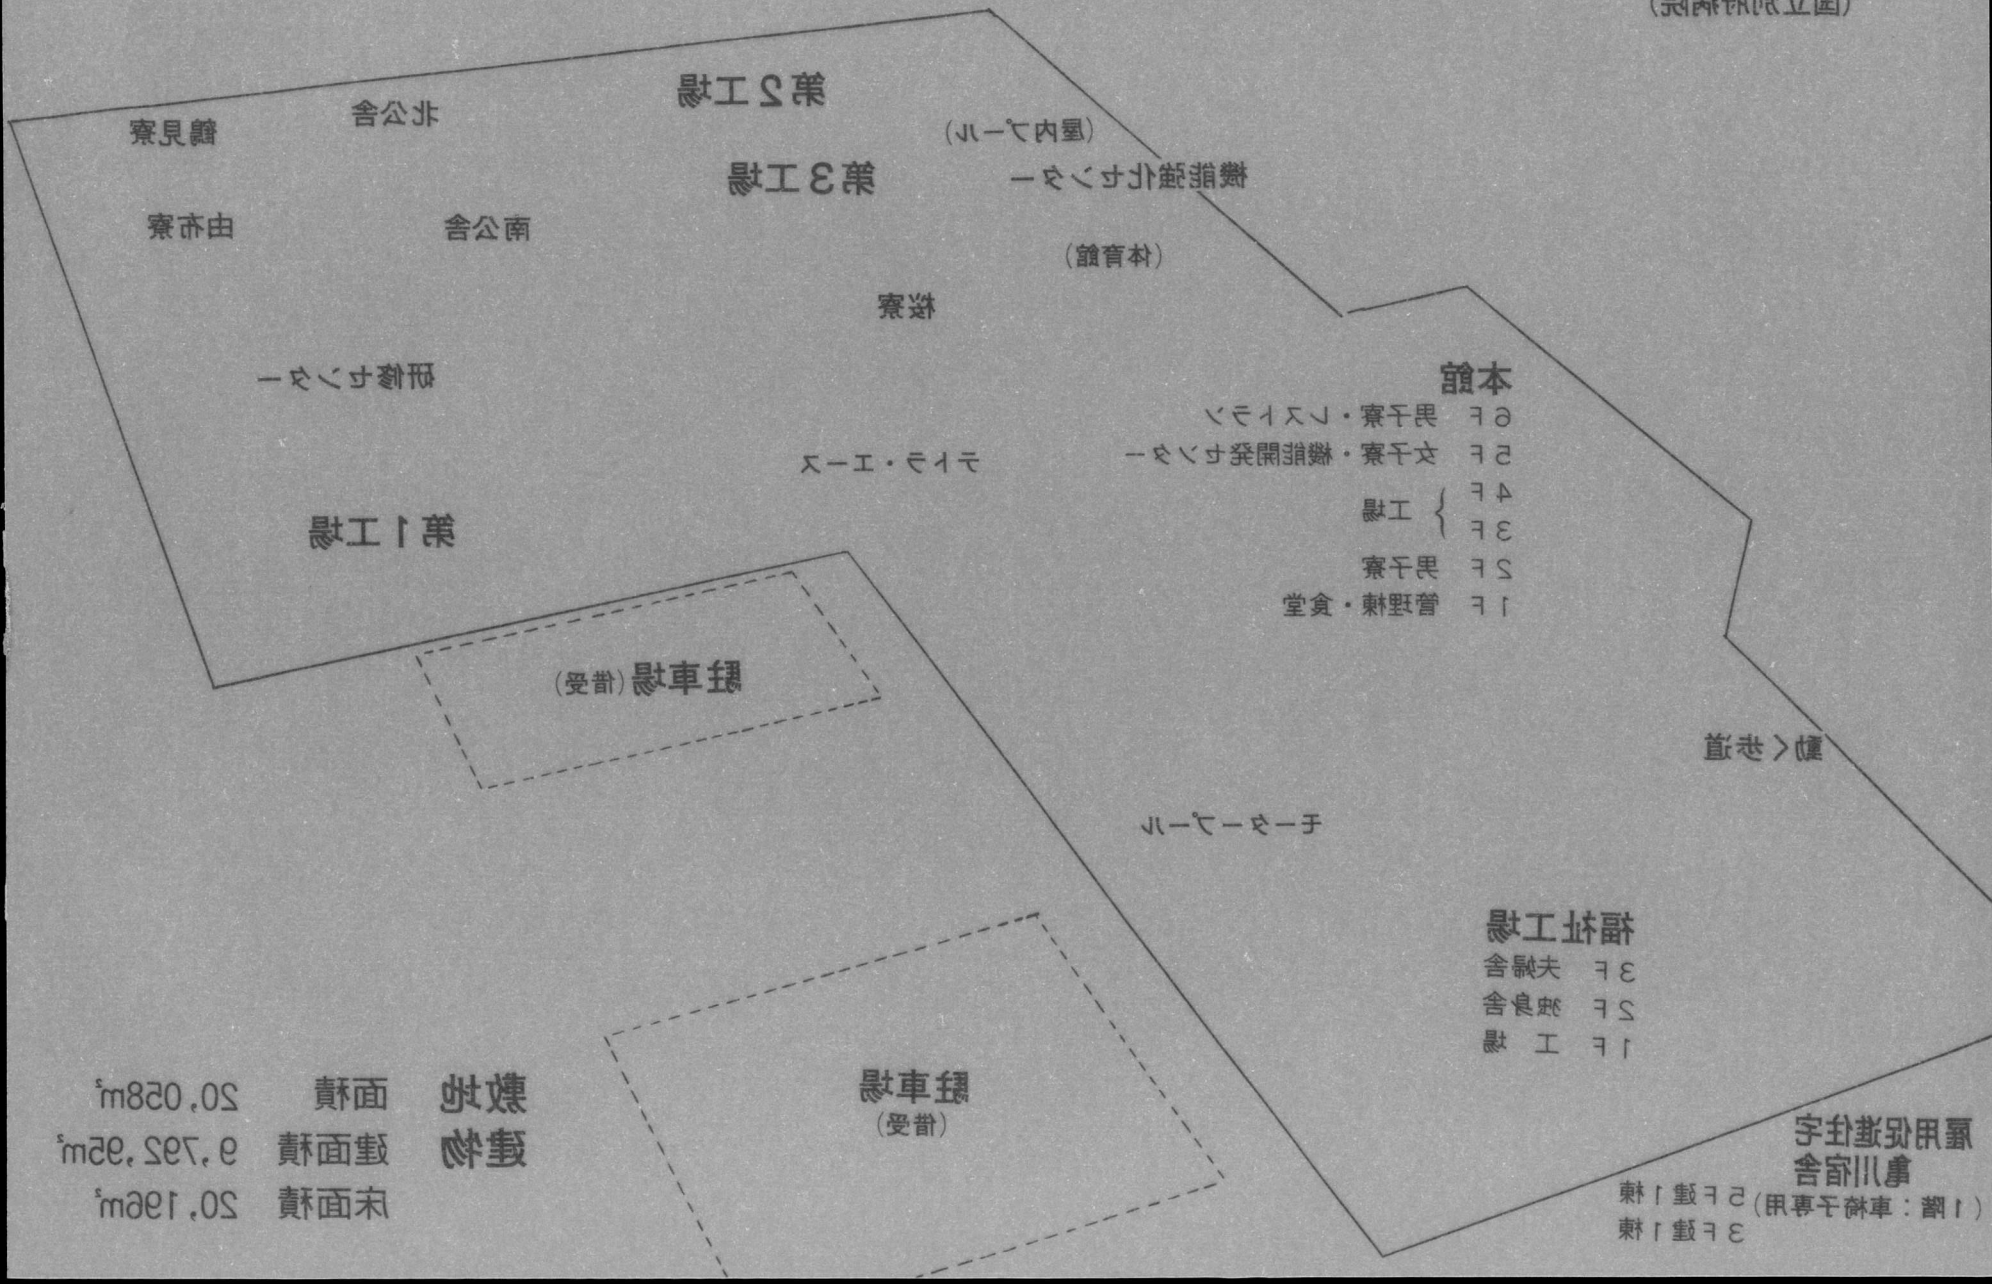 (国立別府病院)
第2工場
北公舎
鶴見寮
(屋内プール)
第3工場
機能強化センター
南公舎
由布寮
(体育館)
桜寮
研修センター
本館
6F 男子寮・レストラン
5F 女子寮・機能開発センター
4F
3F
} 工場
2F 男子寮
1F 管理棟・食堂
テトラ・エース
第1工場
駐車場(借受)
動く歩道
モータープール
福祉工場
3F 夫婦舎
2F 独身舎
1F 工 場
駐車場
(借受)
敷地 面積 20,058㎡
建物 建面積 9,792,95㎡
床面積 20,196㎡
雇用促進住宅
亀川宿舎
(1階:車椅子専用)
5F建1棟
3F建1棟